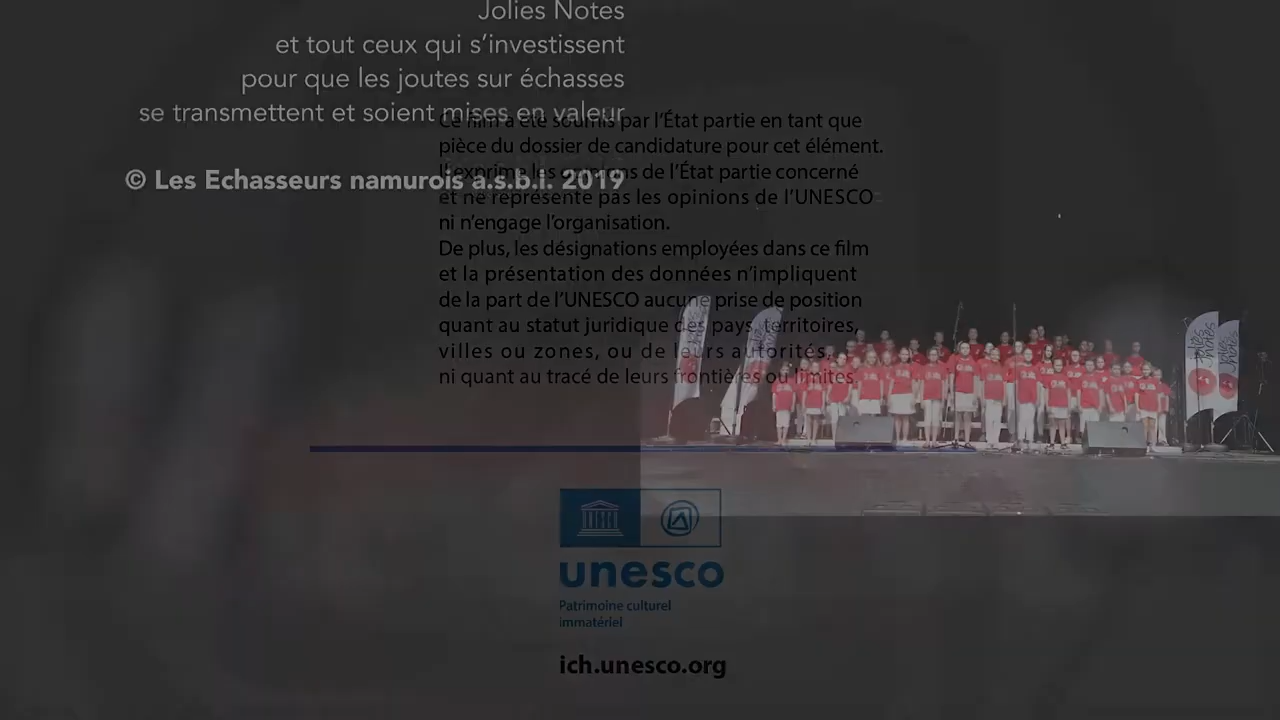 Jolies Notes
et tout ceux qui s'investissent
pour que les joutes sur échasses
se transmettent et soient mises en valeur
© Les Echasseurs namurois a.s.b.l. 2019
Ce film a été soumis par l'État partie en tant que
pièce du dossier de candidature pour cet élément.
Il exprime les opinions de l'État partie concerné
et ne représente pas les opinions de l'UNESCO
ni n'engage l'organisation.
De plus, les désignations employées dans ce film
et la présentation des données n'impliquent
de la part de l'UNESCO aucune prise de position
quant au statut juridique des pays, territoires,
villes ou zones, ou de leurs autorités,
ni quant au tracé de leurs frontières ou limites
unesco
Patrimoine culturel
immatériel
ich.unesco.org